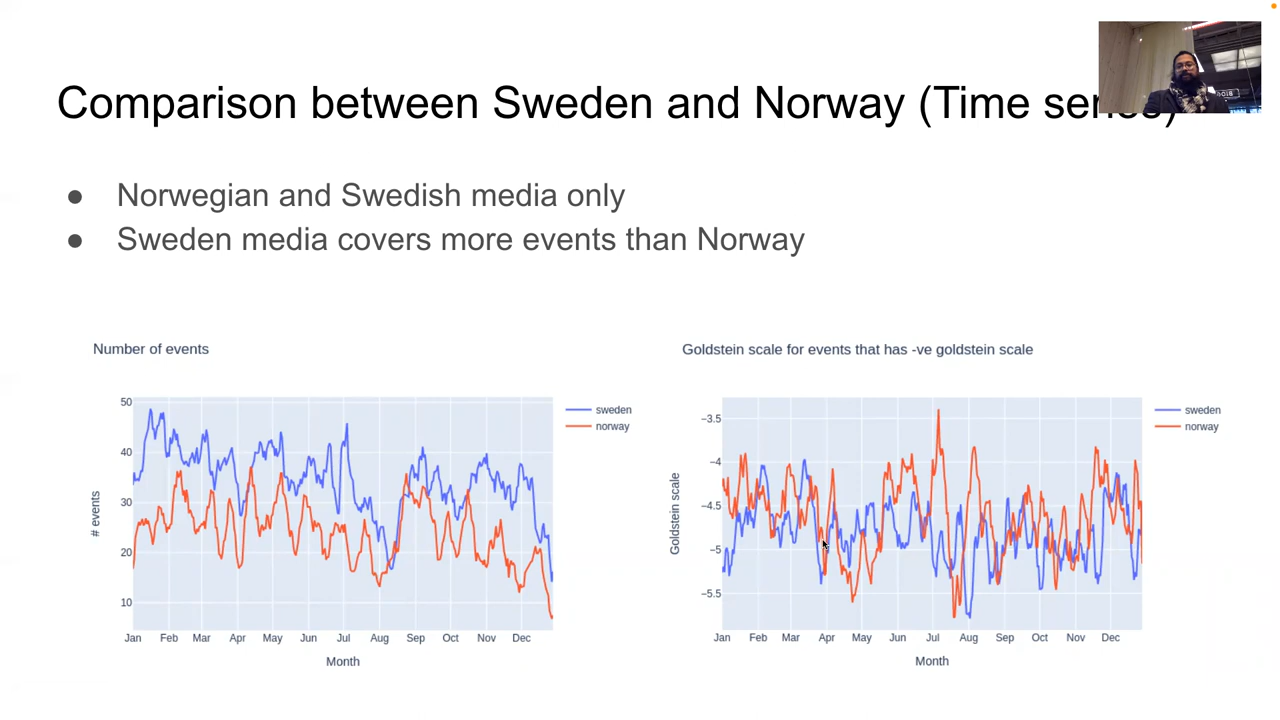 Comparison between Sweden and Norway (Time series)
● Norwegian and Swedish media only
● Sweden media covers more events than Norway
Number of events
50
40
30
20
10
# events
Jan Feb Mar Apr May Jun Jul Aug Sep Oct Nov Dec
Month
sweden
norway
Goldstein scale for events that has -ve goldstein scale
−3.5
−4
−4.5
−5
−5.5
Goldstein scale
Jan Feb Mar Apr May Jun Jul Aug Sep Oct Nov Dec
Month
sweden
norway